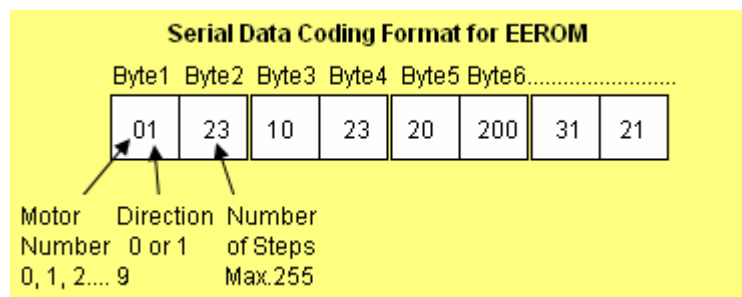 Serial Data Coding Format for EEROM
Byte1 Byte2 Byte3 Byte4 Byte5 Byte6.......................
01 23 10 23 20 200 31 21
Motor Direction Number
Number 0 or 1 of Steps
0, 1, 2.... 9 Max.255